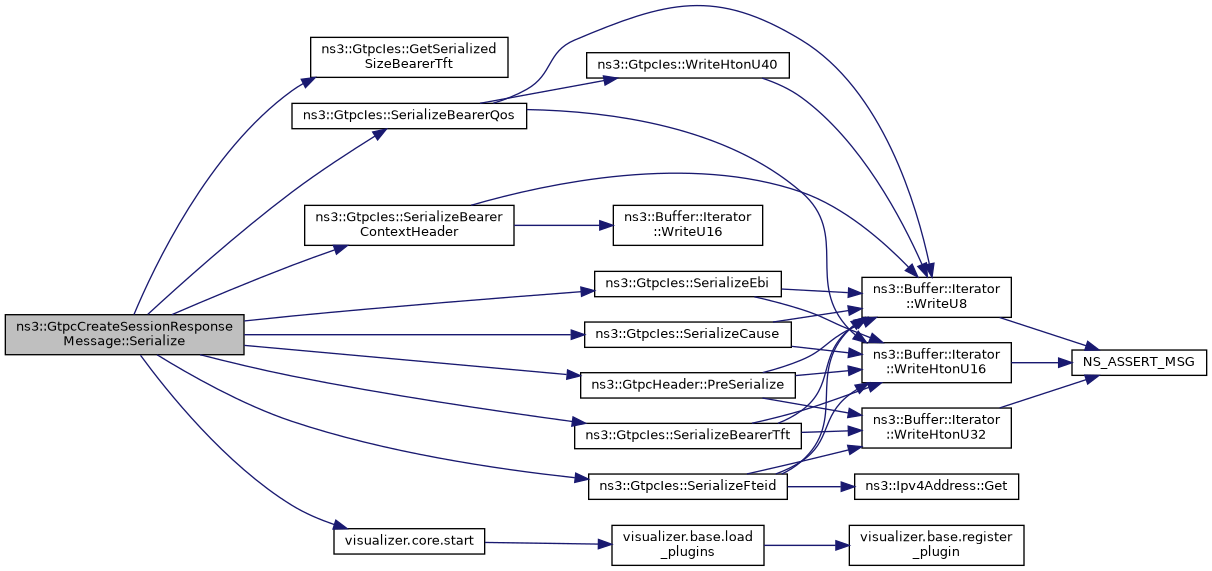 ns3::GtpcCreateSessionResponse
Message::Serialize
ns3::GtpcIes::GetSerialized
SizeBearerTft
ns3::GtpcIes::SerializeBearerQos
ns3::GtpcIes::WriteHtonU40
ns3::GtpcIes::SerializeBearer
ContextHeader
ns3::Buffer::Iterator
::WriteU16
ns3::GtpcIes::SerializeEbi
ns3::GtpcIes::SerializeCause
ns3::GtpcHeader::PreSerialize
ns3::GtpcIes::SerializeBearerTft
ns3::GtpcIes::SerializeFteid
ns3::Buffer::Iterator
::WriteU8
ns3::Buffer::Iterator
::WriteHtonU16
ns3::Buffer::Iterator
::WriteHtonU32
NS_ASSERT_MSG
ns3::Ipv4Address::Get
visualizer.core.start
visualizer.base.load
_plugins
visualizer.base.register
_plugin